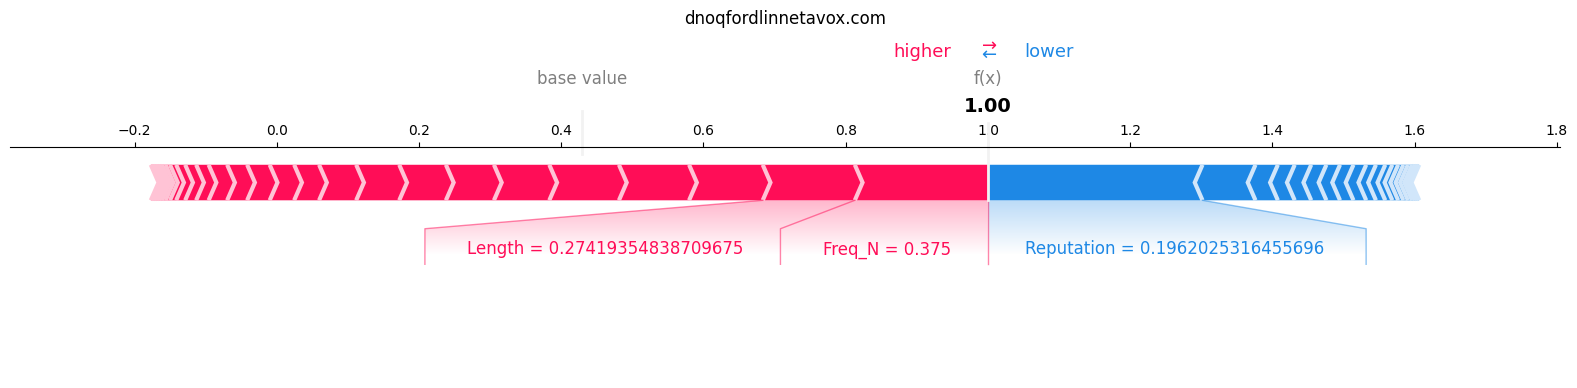 dnoqfordlinnetavox.com
higher ⇄ lower
base value f(x)
1.00
−0.2 0.0 0.2 0.4 0.6 0.8 1.0 1.2 1.4 1.6 1.8
Length = 0.27419354838709675 Freq_N = 0.375 Reputation = 0.1962025316455696